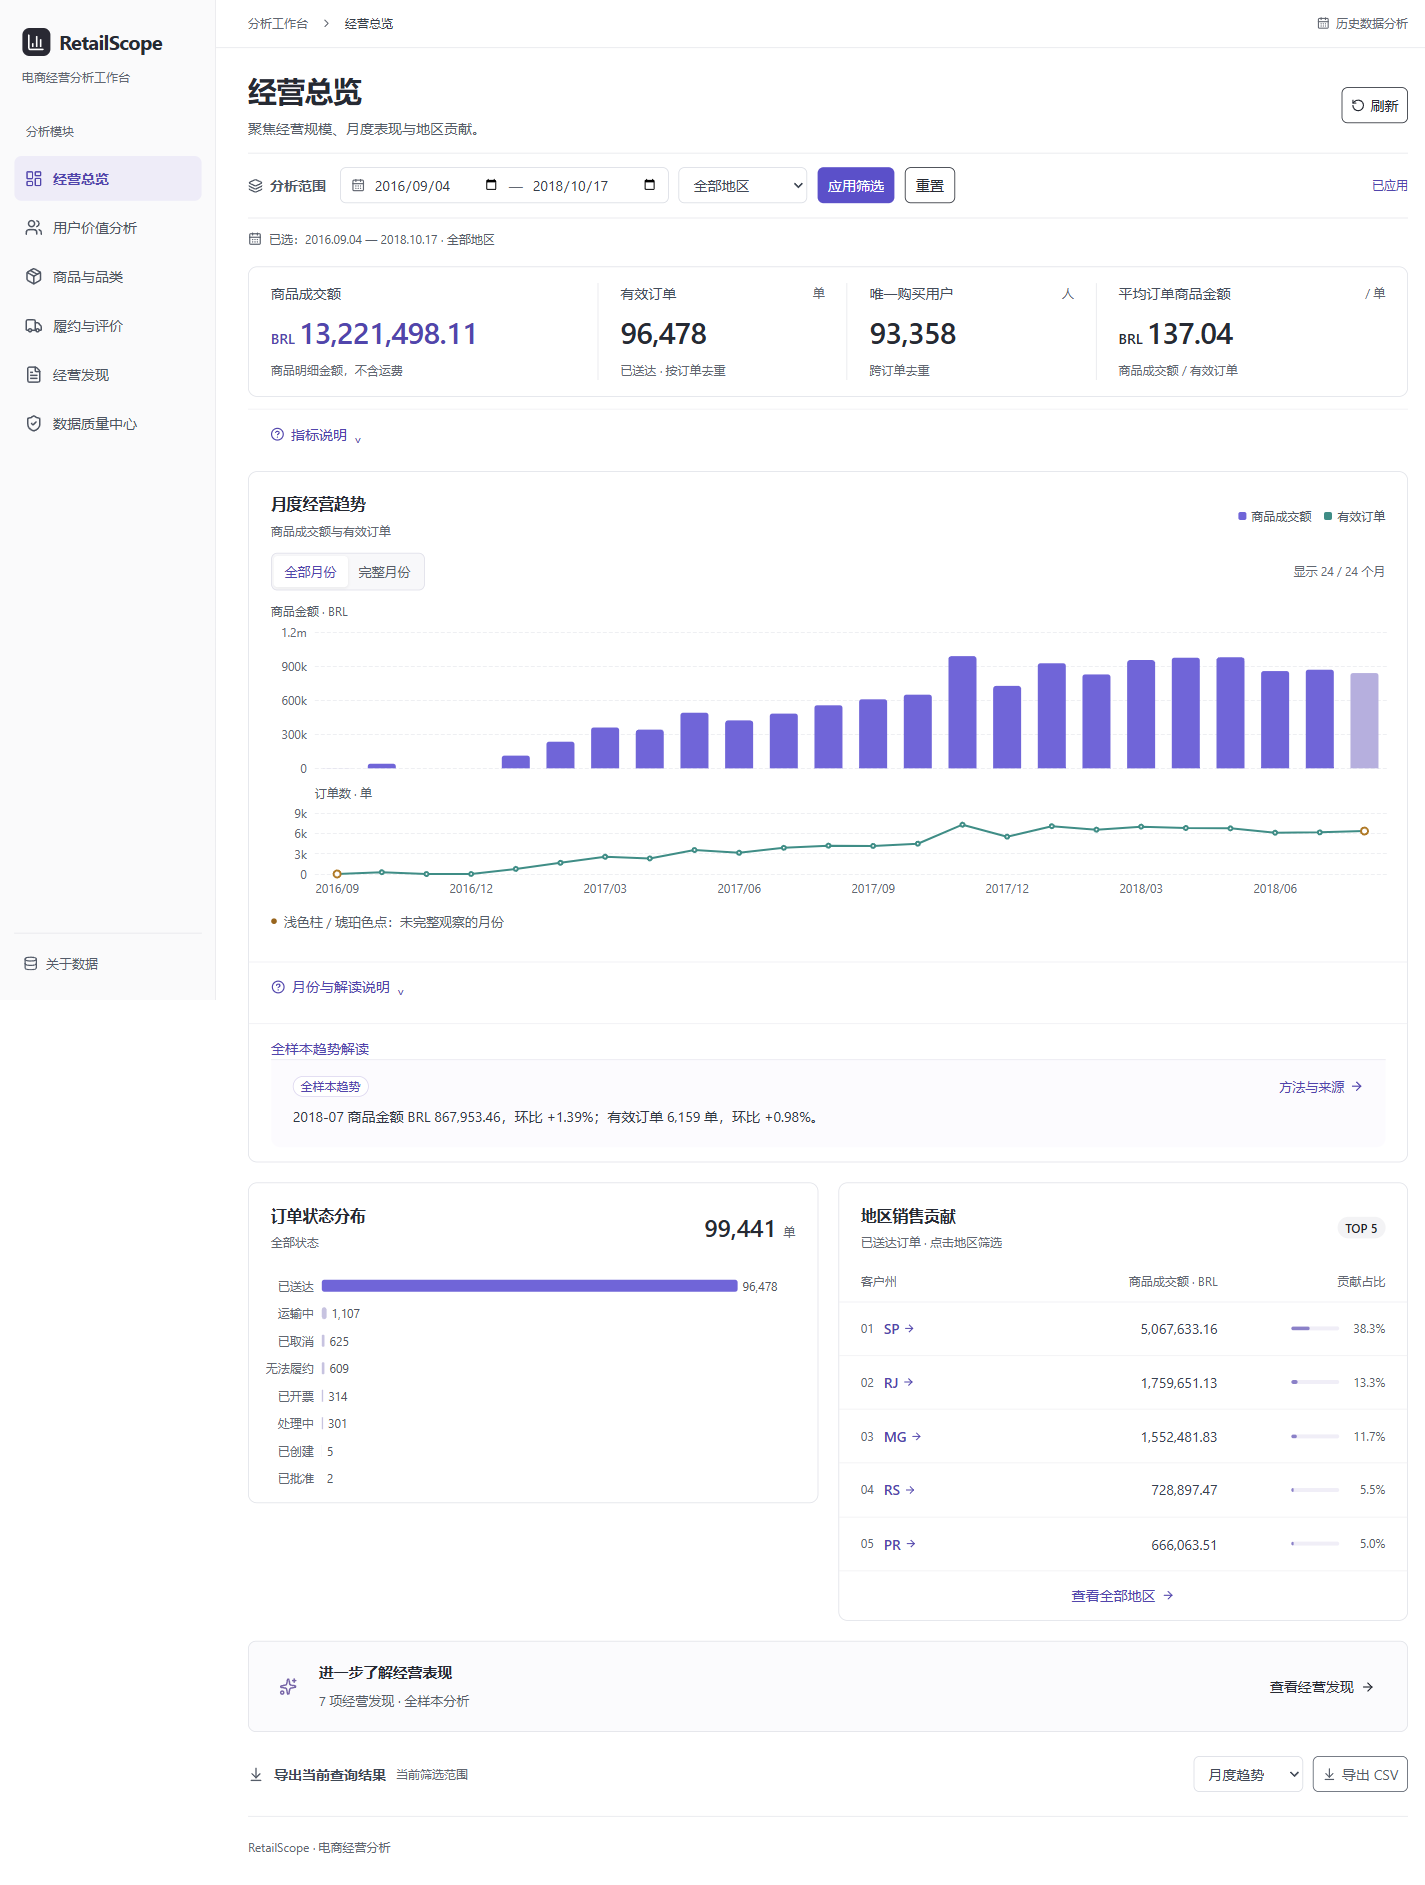 RetailScope
电商经营分析工作台
分析模块
经营总览
用户价值分析
商品与品类
履约与评价
经营发现
数据质量中心
关于数据
分析工作台 > 经营总览
历史数据分析
经营总览
聚焦经营规模、月度表现与地区贡献。
刷新
分析范围 2016/09/04 — 2018/10/17 全部地区 应用筛选 重置 已应用
已选：2016.09.04 — 2018.10.17 · 全部地区
商品成交额
BRL 13,221,498.11
商品明细金额，不含运费
有效订单 单
96,478
已送达 · 按订单去重
唯一购买用户 人
93,358
跨订单去重
平均订单商品金额 / 单
BRL 137.04
商品成交额 / 有效订单
指标说明
月度经营趋势
商品成交额与有效订单
商品成交额 有效订单
全部月份 完整月份
显示 24 / 24 个月
商品金额 · BRL
1.2m
900k
600k
300k
0
订单数 · 单
9k
6k
3k
0
2016/09 2016/12 2017/03 2017/06 2017/09 2017/12 2018/03 2018/06
浅色柱 / 琥珀色点：未完整观察的月份
月份与解读说明
全样本趋势解读
全样本趋势
方法与来源 →
2018-07 商品金额 BRL 867,953.46，环比 +1.39%；有效订单 6,159 单，环比 +0.98%。
订单状态分布
全部状态
99,441 单
已送达 96,478
运输中 1,107
已取消 625
无法履约 609
已开票 314
处理中 301
已创建 5
已批准 2
地区销售贡献
已送达订单 · 点击地区筛选
TOP 5
客户州 商品成交额 · BRL 贡献占比
01 SP → 5,067,633.16 38.3%
02 RJ → 1,759,651.13 13.3%
03 MG → 1,552,481.83 11.7%
04 RS → 728,897.47 5.5%
05 PR → 666,063.51 5.0%
查看全部地区 →
进一步了解经营表现
7 项经营发现 · 全样本分析
查看经营发现 →
导出当前查询结果 当前筛选范围
月度趋势 导出 CSV
RetailScope · 电商经营分析